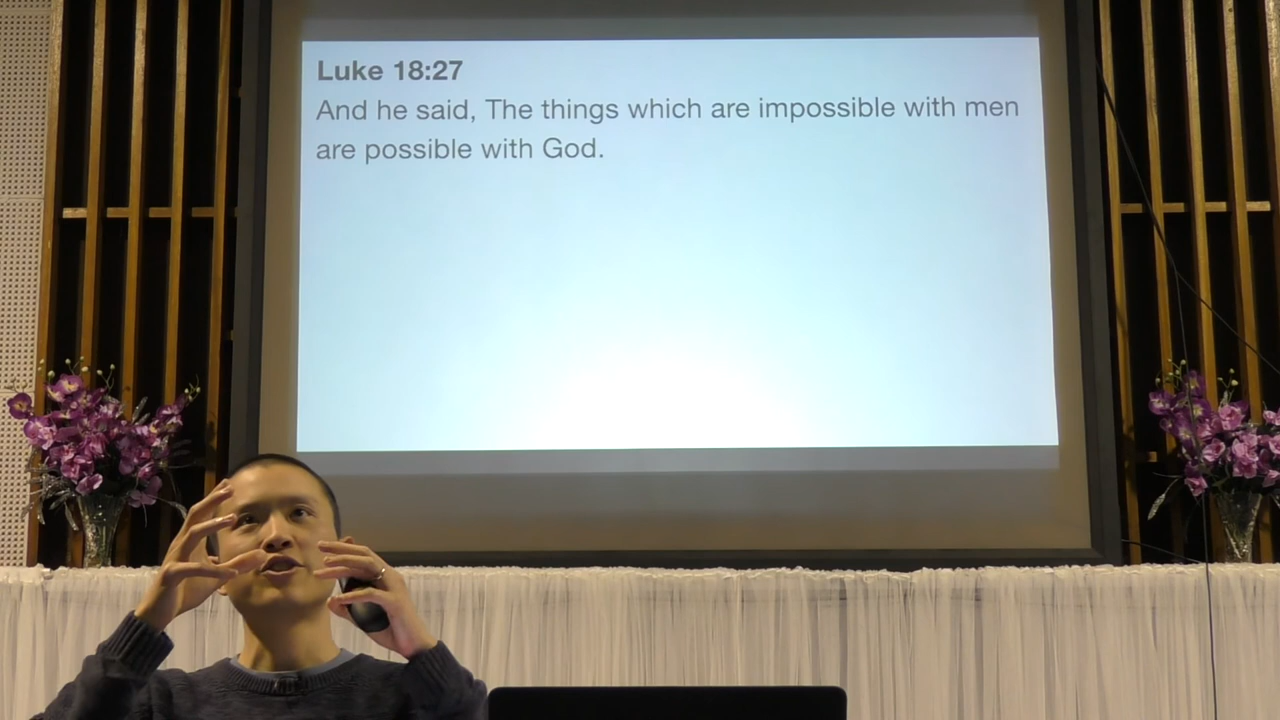 Luke 18:27
And he said, The things which are impossible with men
are possible with God.